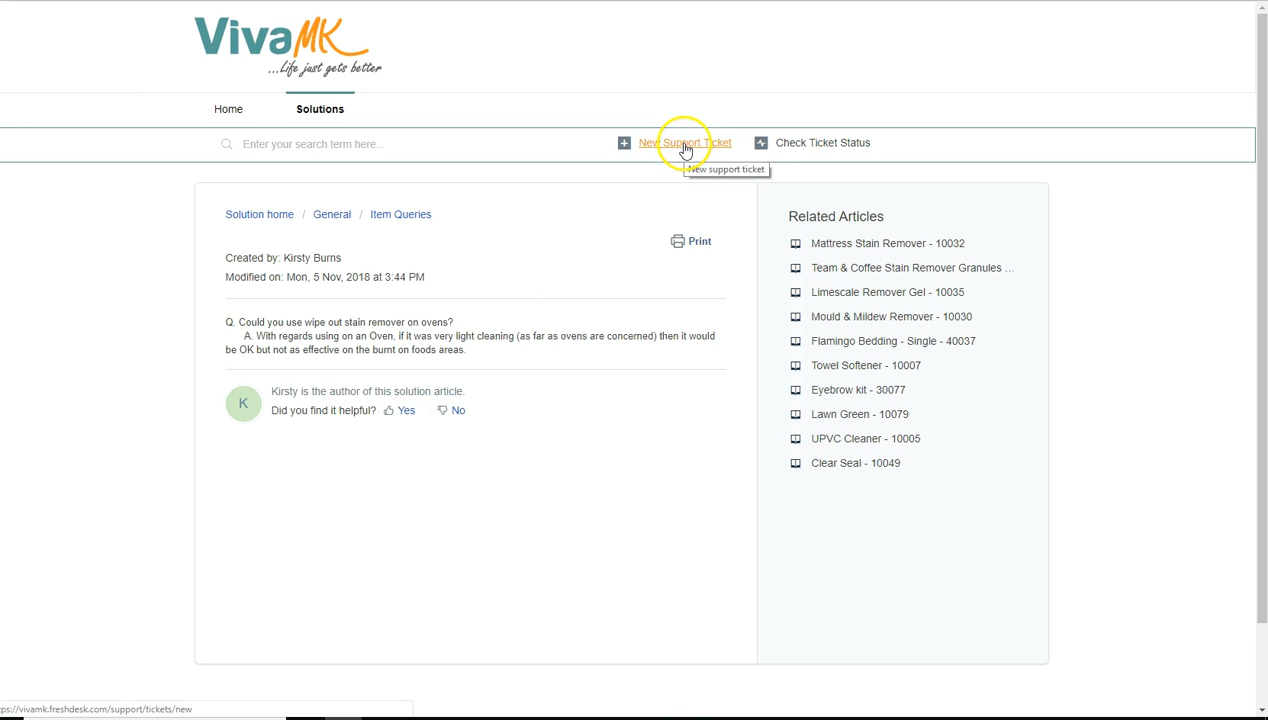 VivaMK
...Life just gets better
Home
Solutions
Enter your search term here...
New Support Ticket
Check Ticket Status
New support ticket
Solution home / General / Item Queries
Print
Created by: Kirsty Burns
Modified on: Mon, 5 Nov, 2018 at 3:44 PM
Q. Could you use wipe out stain remover on ovens?
A. With regards using on an Oven, if it was very light cleaning (as far as ovens are concerned) then it would
be OK but not as effective on the burnt on foods areas.
K
Kirsty is the author of this solution article.
Did you find it helpful? Yes No
Related Articles
Mattress Stain Remover - 10032
Team & Coffee Stain Remover Granules ...
Limescale Remover Gel - 10035
Mould & Mildew Remover - 10030
Flamingo Bedding - Single - 40037
Towel Softener - 10007
Eyebrow kit - 30077
Lawn Green - 10079
UPVC Cleaner - 10005
Clear Seal - 10049
tps://vivamk.freshdesk.com/support/tickets/new